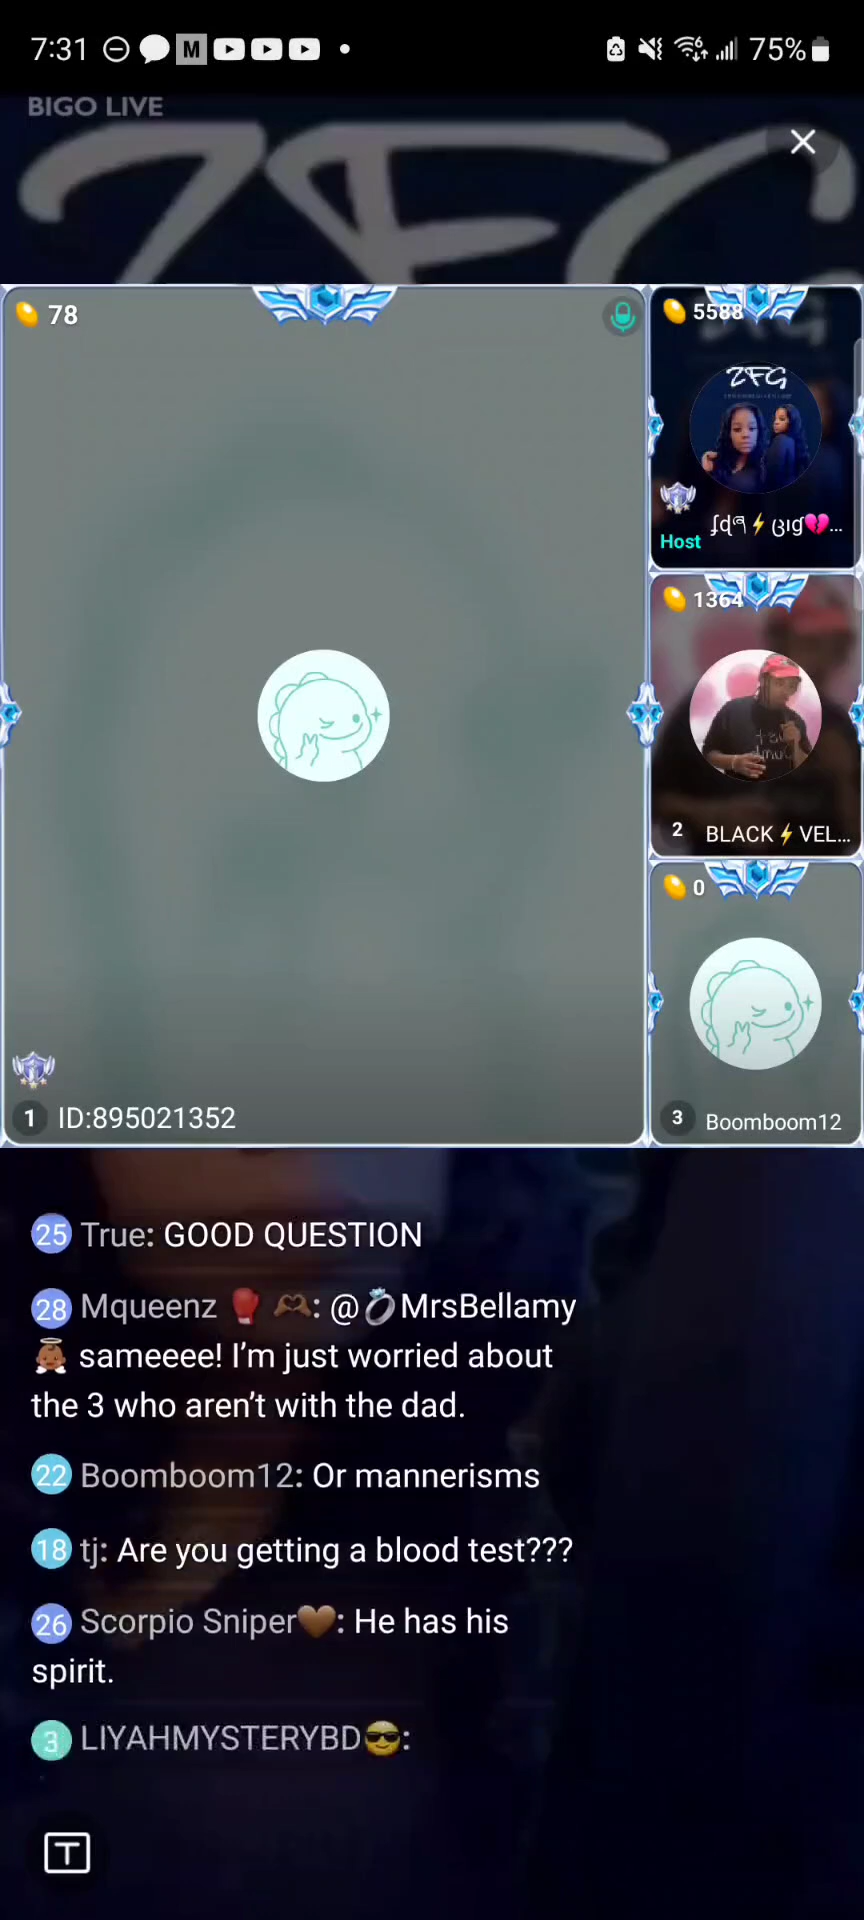 7:31 M 75%
BIGO LIVE
ZFG
78
5588
ZFG
Host
1364
2 BLACK⚡VEL...
0
1 ID:895021352
3 Boomboom12
25 True: GOOD QUESTION
28 Mqueenz 🥊 🫶🏾: @💍MrsBellamy
👼🏾 sameeee! I'm just worried about
the 3 who aren't with the dad.
22 Boomboom12: Or mannerisms
18 tj: Are you getting a blood test???
26 Scorpio Sniper🤎: He has his
spirit.
3 LIYAHMYSTERYBD😎:
T